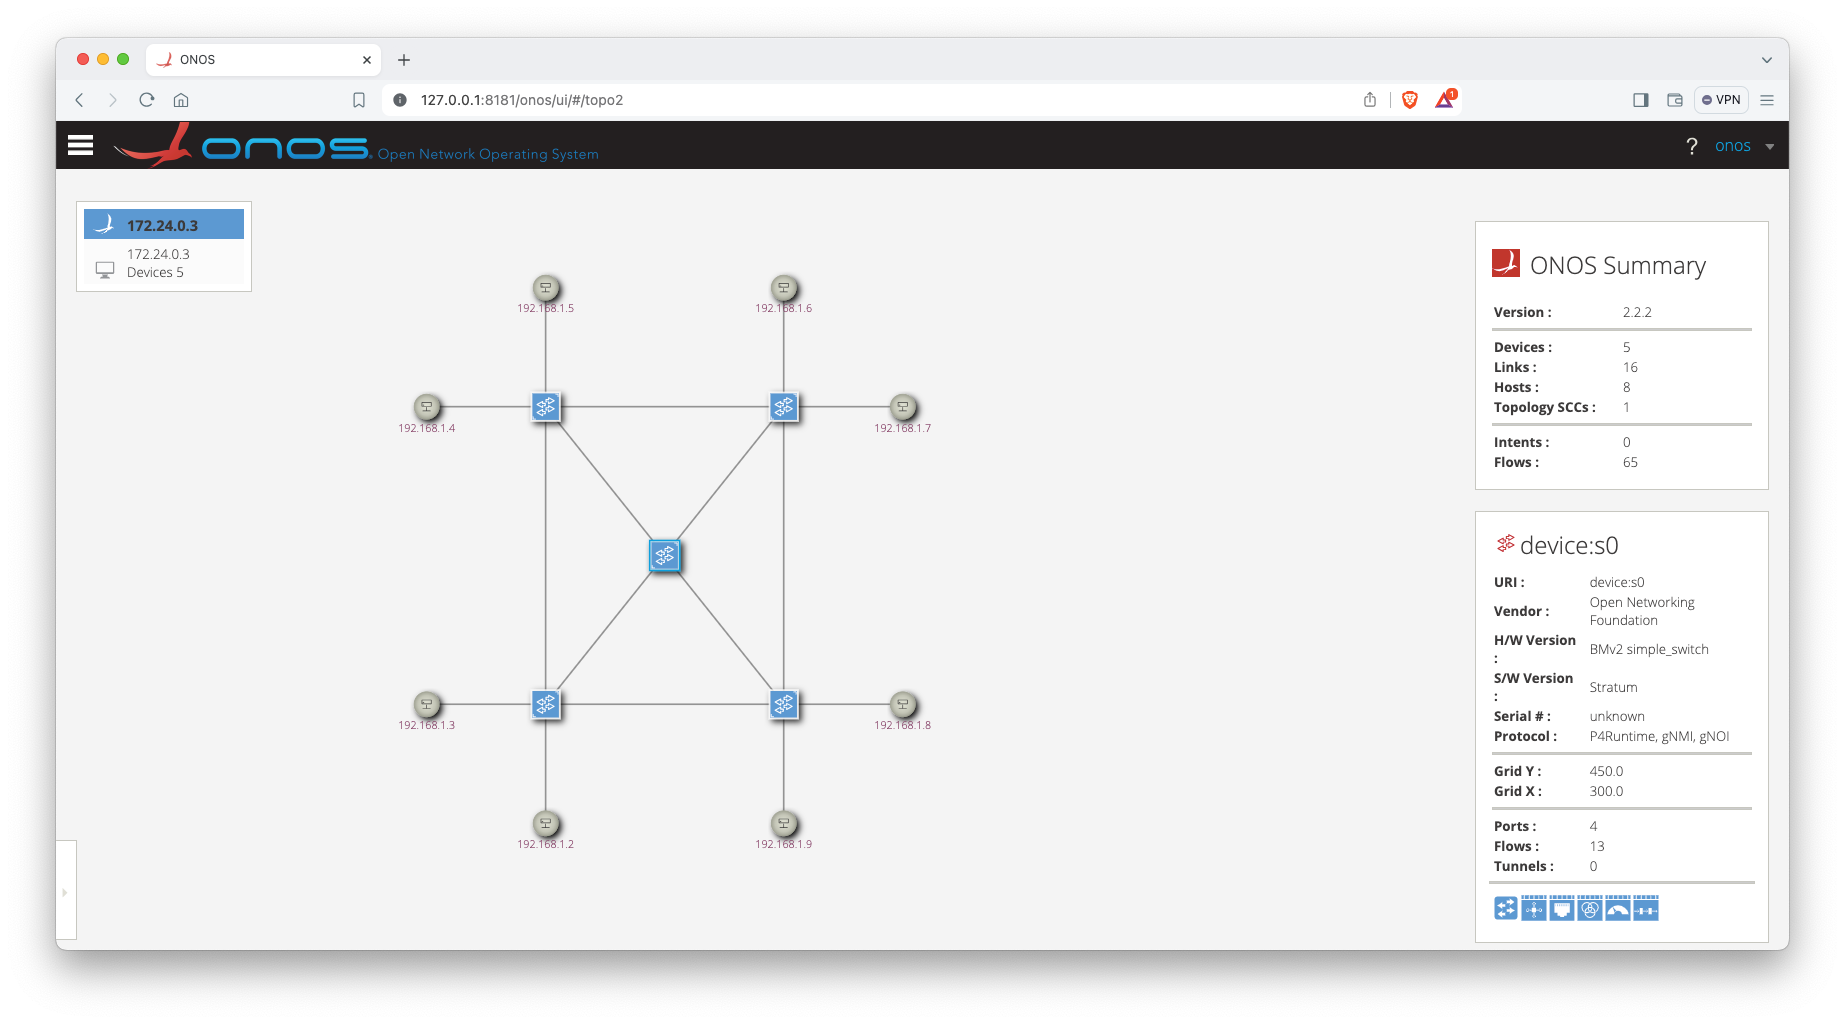 ONOS
127.0.0.1:8181/onos/ui/#/topo2
1
VPN
onos® Open Network Operating System
? onos
172.24.0.3
172.24.0.3
Devices 5
192.168.1.5
192.168.1.6
192.168.1.4
192.168.1.7
192.168.1.3
192.168.1.8
192.168.1.2
192.168.1.9
ONOS Summary
Version : 2.2.2
Devices : 5
Links : 16
Hosts : 8
Topology SCCs : 1
Intents : 0
Flows : 65
device:s0
URI : device:s0
Vendor : Open Networking
Foundation
H/W Version
: BMv2 simple_switch
S/W Version
: Stratum
Serial # : unknown
Protocol : P4Runtime, gNMI, gNOI
Grid Y : 450.0
Grid X : 300.0
Ports : 4
Flows : 13
Tunnels : 0